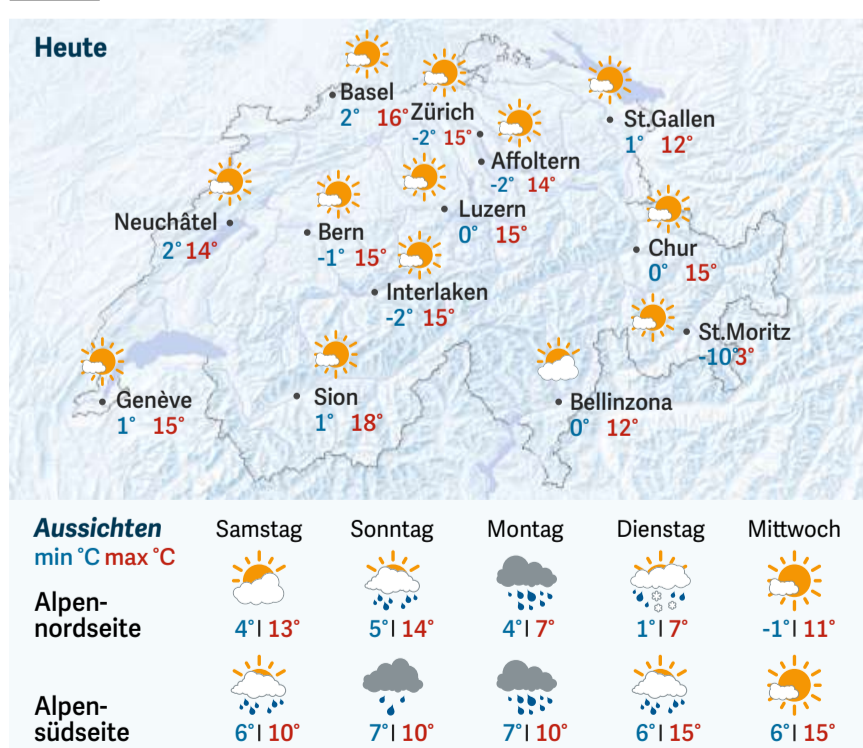 Heute
Basel
2° 16°
Zürich
-2° 15°
St.Gallen
1° 12°
Affoltern
-2° 14°
Luzern
0° 15°
Neuchâtel
2° 14°
Bern
-1° 15°
Chur
0° 15°
Interlaken
-2° 15°
St.Moritz
-10° 3°
Genève
1° 15°
Sion
1° 18°
Bellinzona
0° 12°
Aussichten Samstag Sonntag Montag Dienstag Mittwoch
min °C max °C
Alpen-
nordseite 4°| 13° 5°| 14° 4°| 7° 1°| 7° -1°| 11°
Alpen-
südseite 6°| 10° 7°| 10° 7°| 10° 6°| 15° 6°| 15°